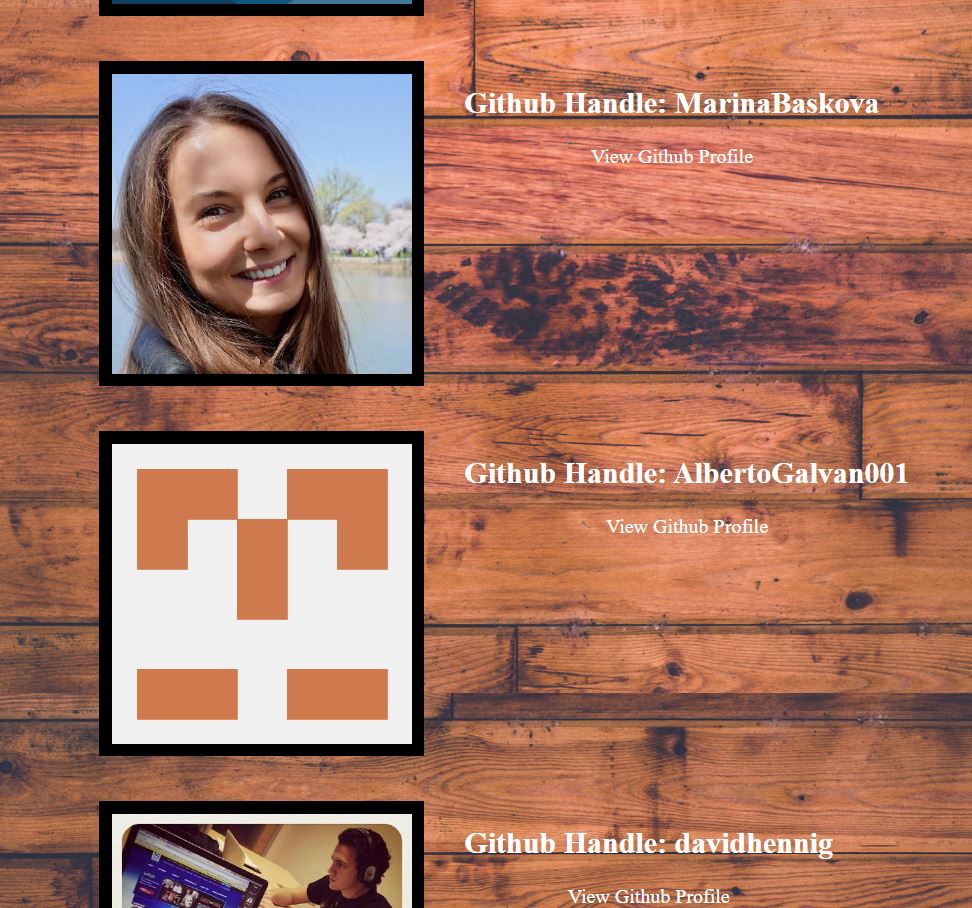 Github Handle: MarinaBaskova
View Github Profile
Github Handle: AlbertoGalvan001
View Github Profile
Github Handle: davidhennig
View Github Profile